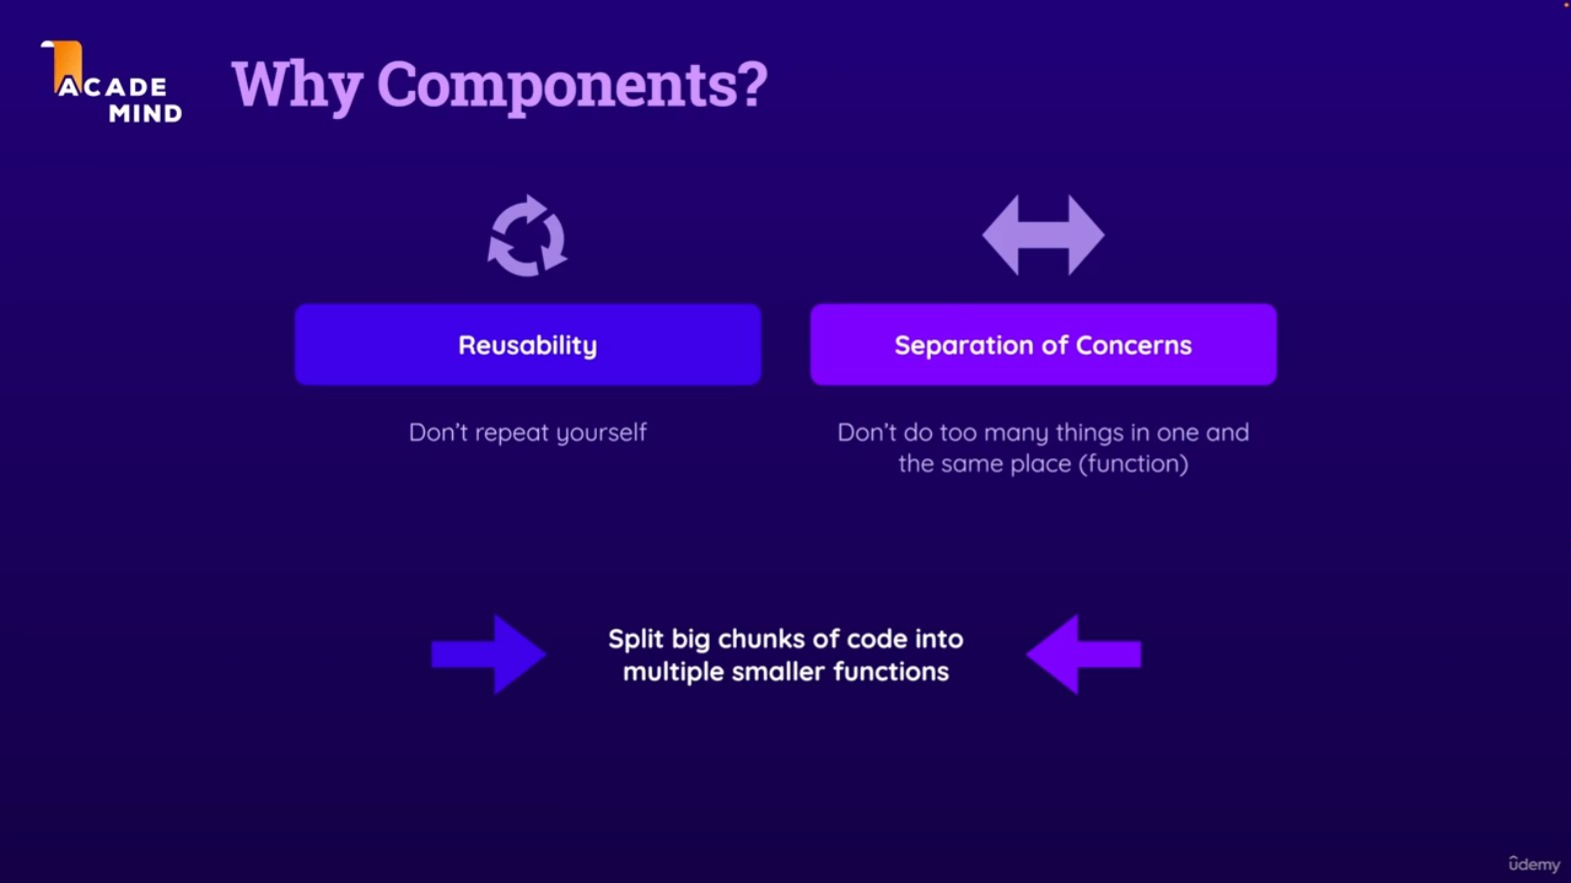 ACADE
MIND
Why Components?
Reusability
Don't repeat yourself
Separation of Concerns
Don't do too many things in one and
the same place (function)
Split big chunks of code into
multiple smaller functions
ûdemy